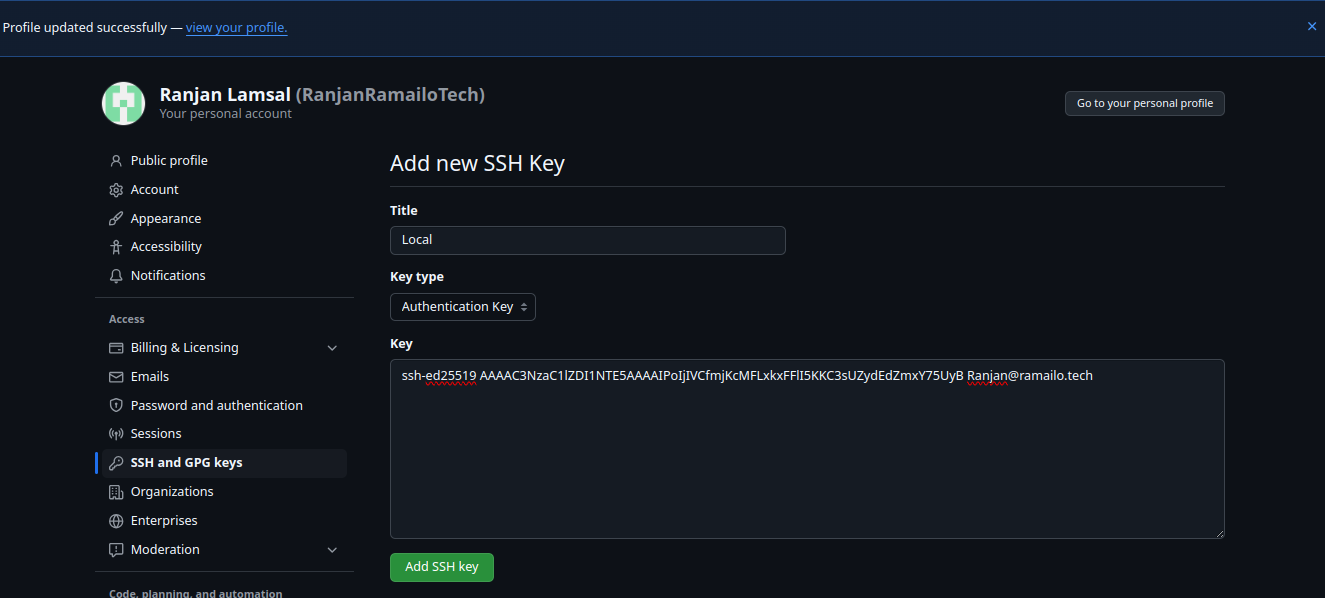 Profile updated successfully — view your profile.
Ranjan Lamsal (RanjanRamailoTech)
Your personal account
Go to your personal profile
Public profile
Account
Appearance
Accessibility
Notifications
Access
Billing & Licensing
Emails
Password and authentication
Sessions
SSH and GPG keys
Organizations
Enterprises
Moderation
Code, planning, and automation
Add new SSH Key
Title
Local
Key type
Authentication Key
Key
ssh-ed25519 AAAAC3NzaC1lZDI1NTE5AAAAIPoIjIVCfmjKcMFLxkxFFlI5KKC3sUZydEdZmxY75UyB Ranjan@ramailo.tech
Add SSH key